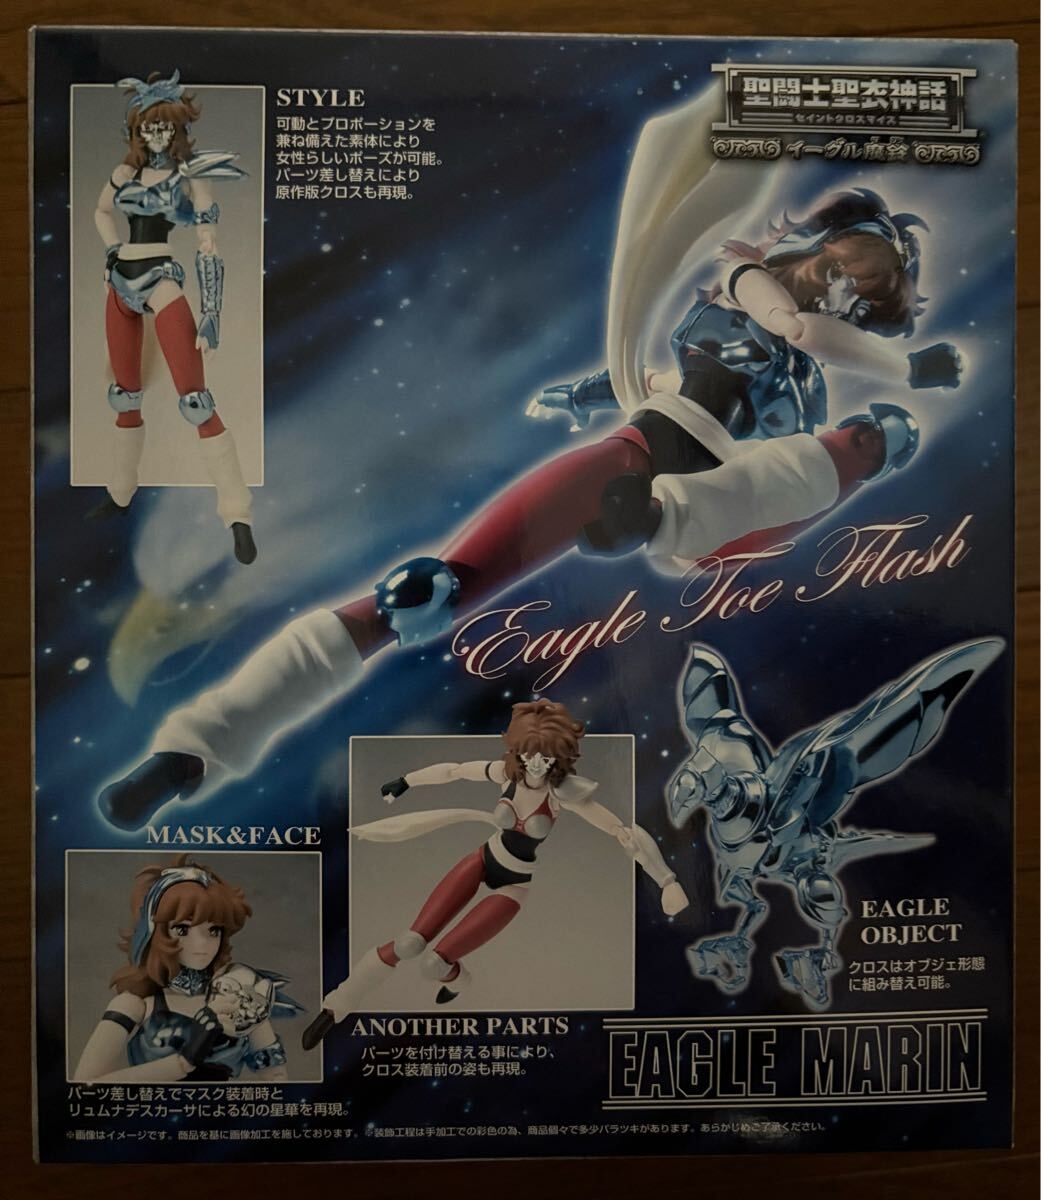 STYLE
可動とプロポーションを
兼ね備えた素体により
女性らしいポーズが可能。
パーツ差し替えにより
原作版クロスも再現。
聖闘士聖衣神話
セイントクロスマイス
イーグル魔鈴
Eagle Toe Flash
MASK&FACE
パーツ差し替えでマスク装着時と
リュムナデスカーサによる幻の星華を再現。
ANOTHER PARTS
パーツを付け替える事により、
クロス装着前の姿も再現。
EAGLE
OBJECT
クロスはオブジェ形態
に組み替え可能。
EAGLE MARIN
※画像はイメージです。商品を基に画像加工を施しております。※装飾工程は手加工での彩色の為、商品個々で多少バラツキがあります。あらかじめご了承ください。